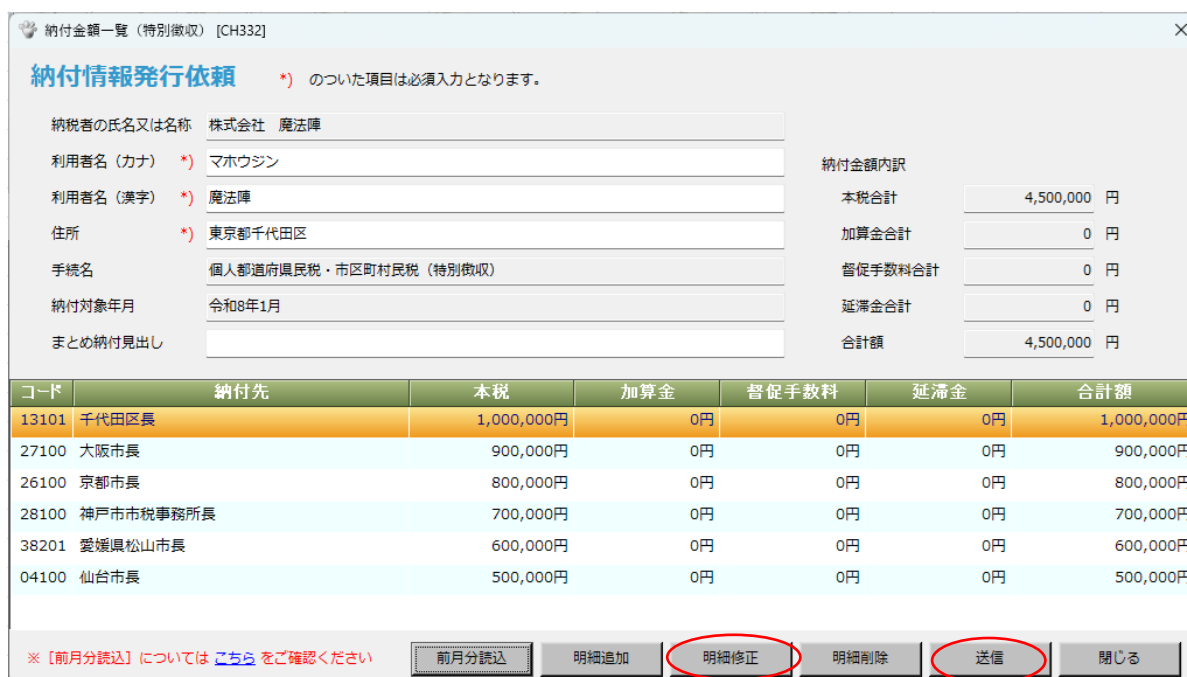 納付金額一覧（特別徴収） [CH332]
納付情報発行依頼 *) のついた項目は必須入力となります。
納税者の氏名又は名称 株式会社　魔法陣
利用者名（カナ） *) マホウジン
利用者名（漢字） *) 魔法陣
住所 *) 東京都千代田区
手続名 個人都道府県民税・市区町村民税（特別徴収）
納付対象年月 令和8年1月
まとめ納付見出し
納付金額内訳
本税合計 4,500,000 円
加算金合計 0 円
督促手数料合計 0 円
延滞金合計 0 円
合計額 4,500,000 円
コード 納付先 本税 加算金 督促手数料 延滞金 合計額
13101 千代田区長 1,000,000円 0円 0円 0円 1,000,000円
27100 大阪市長 900,000円 0円 0円 0円 900,000円
26100 京都市長 800,000円 0円 0円 0円 800,000円
28100 神戸市市税事務所長 700,000円 0円 0円 0円 700,000円
38201 愛媛県松山市長 600,000円 0円 0円 0円 600,000円
04100 仙台市長 500,000円 0円 0円 0円 500,000円
※［前月分読込］については こちら をご確認ください 前月分読込 明細追加 明細修正 明細削除 送信 閉じる